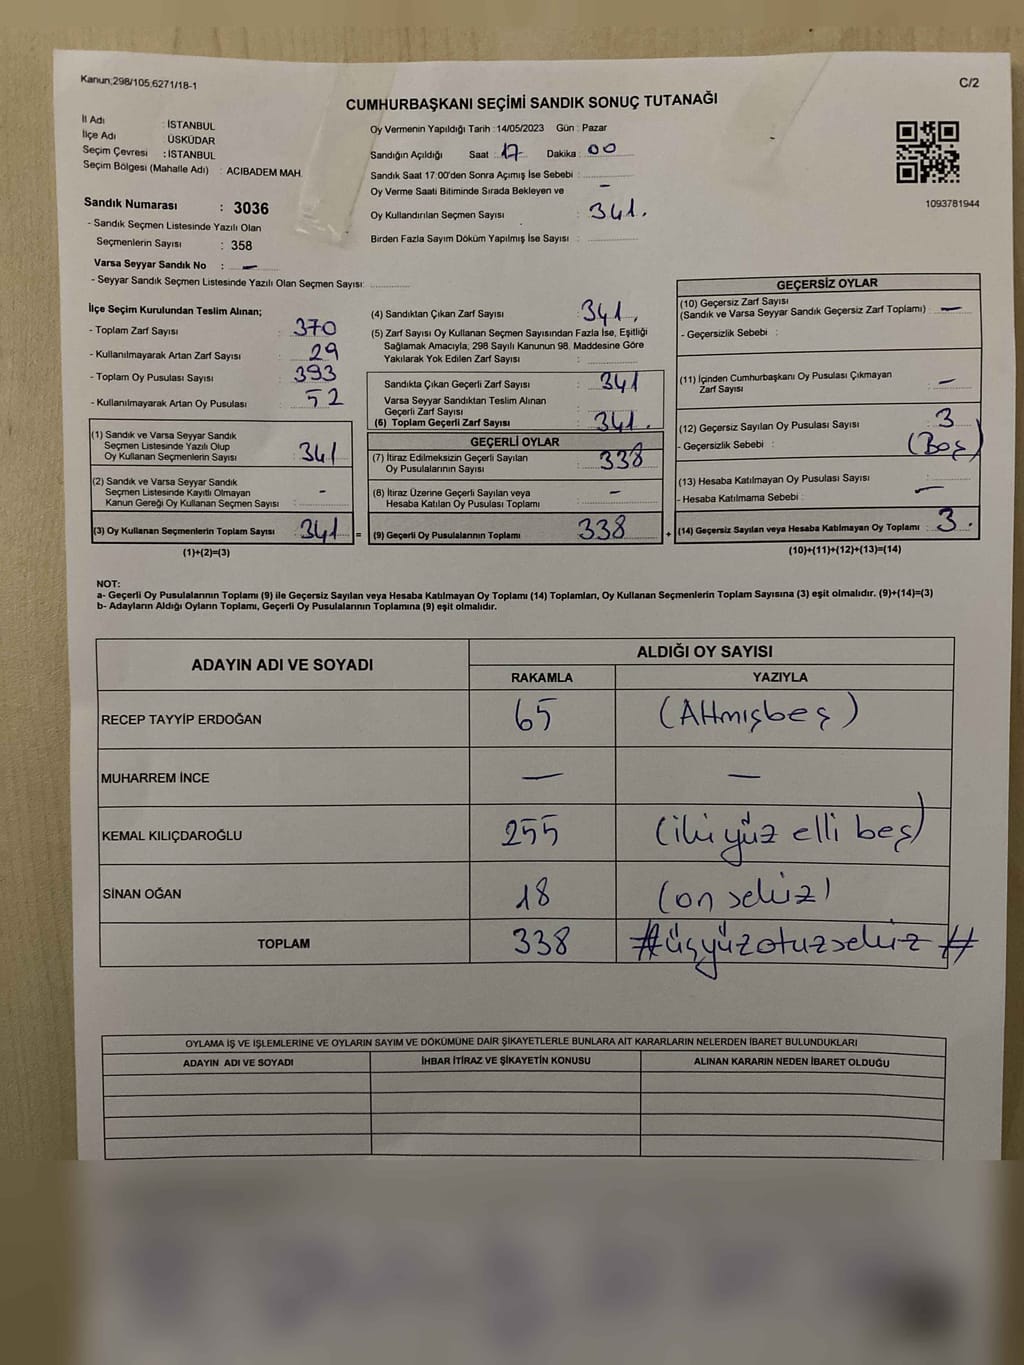 Kanun;298/105;6271/18-1
C/2
CUMHURBAŞKANI SEÇİMİ SANDIK SONUÇ TUTANAĞI
İl Adı : İSTANBUL
İlçe Adı : ÜSKÜDAR
Seçim Çevresi : İSTANBUL
Seçim Bölgesi (Mahalle Adı) : ACIBADEM MAH.
Sandık Numarası : 3036
- Sandık Seçmen Listesinde Yazılı Olan
Seçmenlerin Sayısı : 358
Varsa Seyyar Sandık No : —
- Seyyar Sandık Seçmen Listesinde Yazılı Olan Seçmen Sayısı:
Oy Vermenin Yapıldığı Tarih :14/05/2023 Gün : Pazar
Sandığın Açıldığı Saat : 17 Dakika : 00
Sandık Saat 17:00'den Sonra Açımış İse Sebebi :
Oy Verme Saati Bitiminde Sırada Bekleyen ve —
Oy Kullandırılan Seçmen Sayısı : 341.
Birden Fazla Sayım Döküm Yapılmış İse Sayısı :
1093781944
İlçe Seçim Kurulundan Teslim Alınan;
- Toplam Zarf Sayısı : 370
- Kullanılmayarak Artan Zarf Sayısı : 29
- Toplam Oy Pusulası Sayısı : 393
- Kullanılmayarak Artan Oy Pusulası : 52
(1) Sandık ve Varsa Seyyar Sandık
Seçmen Listesinde Yazılı Olup
Oy Kullanan Seçmenlerin Sayısı : 341
(2) Sandık ve Varsa Seyyar Sandık
Seçmen Listesinde Kayıtlı Olmayan
Kanun Gereği Oy Kullanan Seçmen Sayısı : -
(3) Oy Kullanan Seçmenlerin Toplam Sayısı : 341 =
(1)+(2)=(3)
(4) Sandıktan Çıkan Zarf Sayısı : 341.
(5) Zarf Sayısı Oy Kullanan Seçmen Sayısından Fazla İse, Eşitliği
Sağlamak Amacıyla; 298 Sayılı Kanunun 98. Maddesine Göre
Yakılarak Yok Edilen Zarf Sayısı :
Sandıkta Çıkan Geçerli Zarf Sayısı : 341
Varsa Seyyar Sandıktan Teslim Alınan
Geçerli Zarf Sayısı :
(6) Toplam Geçerli Zarf Sayısı : 341.
GEÇERLİ OYLAR
(7) İtiraz Edilmeksizin Geçerli Sayılan
Oy Pusulalarının Sayısı : 338
(8) İtiraz Üzerine Geçerli Sayılan veya
Hesaba Katılan Oy Pusulası Toplamı : —
(9) Geçerli Oy Pusulalarının Toplamı : 338 +
GEÇERSİZ OYLAR
(10) Geçersiz Zarf Sayısı
(Sandık ve Varsa Seyyar Sandık Geçersiz Zarf Toplamı) : —
- Geçersizlik Sebebi :
(11) İçinden Cumhurbaşkanı Oy Pusulası Çıkmayan
Zarf Sayısı : —
(12) Geçersiz Sayılan Oy Pusulası Sayısı : 3
- Geçersizlik Sebebi : (Boş)
(13) Hesaba Katılmayan Oy Pusulası Sayısı :
- Hesaba Katılmama Sebebi : —
(14) Geçersiz Sayılan veya Hesaba Katılmayan Oy Toplamı : 3.
(10)+(11)+(12)+(13)=(14)
NOT:
a- Geçerli Oy Pusulalarının Toplamı (9) ile Geçersiz Sayılan veya Hesaba Katılmayan Oy Toplamı (14) Toplamları, Oy Kullanan Seçmenlerin Toplam Sayısına (3) eşit olmalıdır. (9)+(14)=(3)
b- Adayların Aldığı Oyların Toplamı, Geçerli Oy Pusulalarının Toplamına (9) eşit olmalıdır.
ADAYIN ADI VE SOYADI ALDIĞI OY SAYISI
RAKAMLA YAZIYLA
RECEP TAYYİP ERDOĞAN 65 (Altmışbeş)
MUHARREM İNCE — —
KEMAL KILIÇDAROĞLU 255 (iki yüz elli beş)
SİNAN OĞAN 18 (on sekiz)
TOPLAM 338 #üçyüzotuzsekiz#
OYLAMA İŞ VE İŞLEMLERİNE VE OYLARIN SAYIM VE DÖKÜMÜNE DAİR ŞİKAYETLERLE BUNLARA AİT KARARLARIN NELERDEN İBARET BULUNDUKLARI
ADAYIN ADI VE SOYADI İHBAR İTİRAZ VE ŞİKAYETİN KONUSU ALINAN KARARIN NEDEN İBARET OLDUĞU